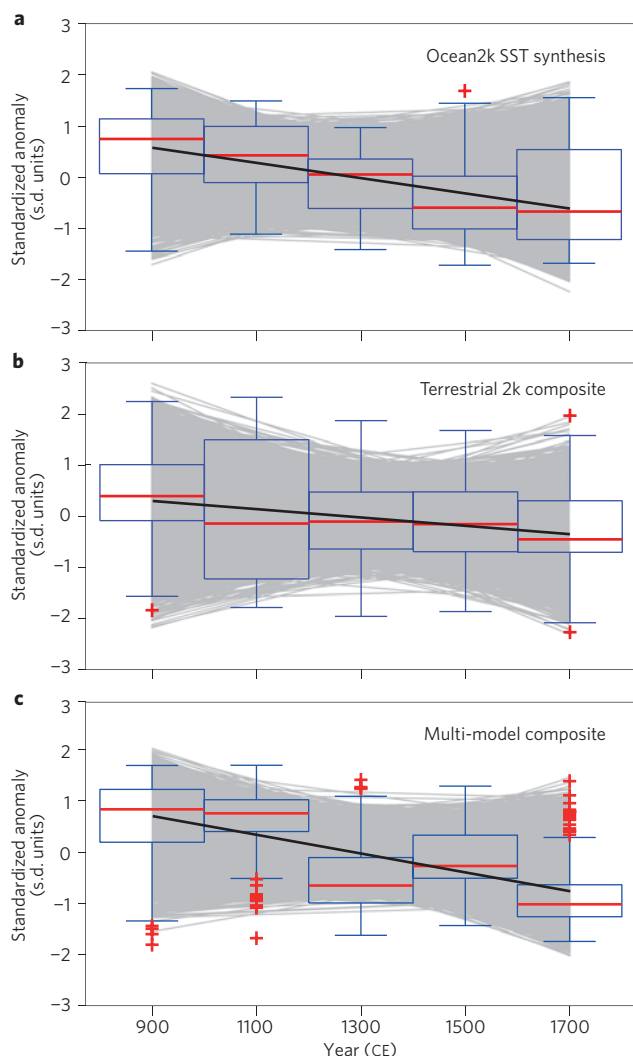 a
3
Ocean2k SST synthesis
2
1
0
−1
−2
−3
Standardized anomaly
(s.d. units)
b
3
Terrestrial 2k composite
2
1
0
−1
−2
−3
Standardized anomaly
(s.d. units)
c
3
Multi-model composite
2
1
0
−1
−2
−3
Standardized anomaly
(s.d. units)
900 1100 1300 1500 1700
Year (CE)